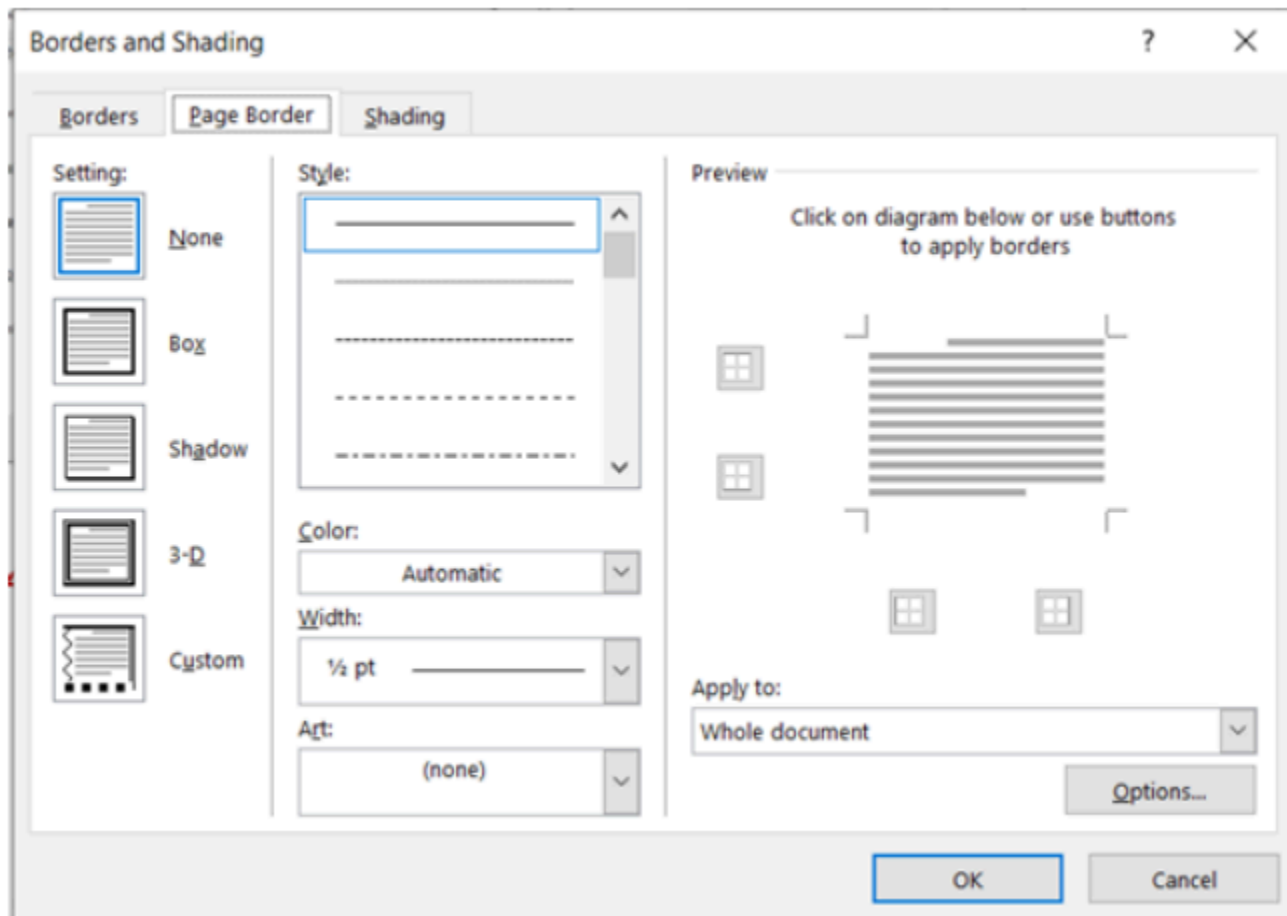 Borders and Shading
?
Borders
Page Border
Shading
Setting:
None
Box
Shadow
3-D
Custom
Style:
Color:
Automatic
Width:
½ pt
Art:
(none)
Preview
Click on diagram below or use buttons
to apply borders
Apply to:
Whole document
Options...
OK
Cancel